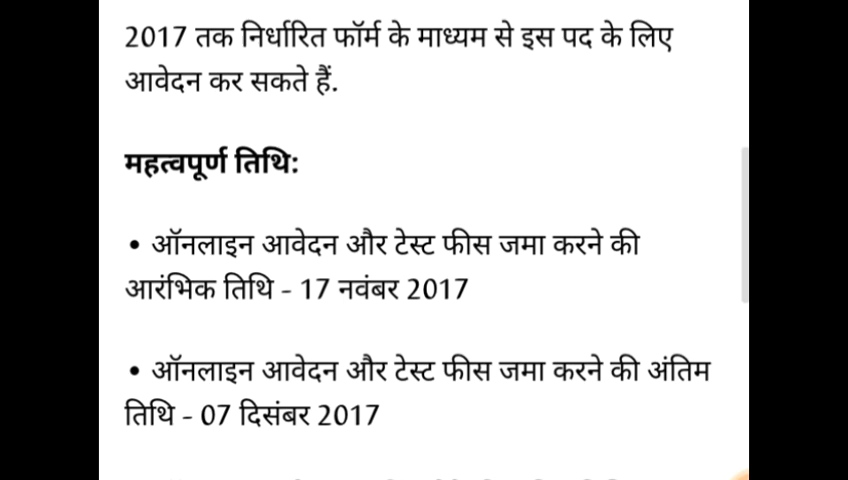 2017 तक निर्धारित फॉर्म के माध्यम से इस पद के लिए
आवेदन कर सकते हैं.
महत्वपूर्ण तिथि:
• ऑनलाइन आवेदन और टेस्ट फीस जमा करने की
आरंभिक तिथि - 17 नवंबर 2017
• ऑनलाइन आवेदन और टेस्ट फीस जमा करने की अंतिम
तिथि - 07 दिसंबर 2017